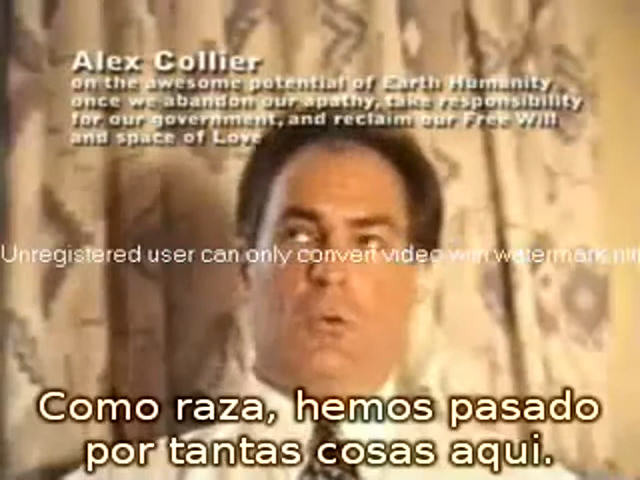 Alex Collier
on the awesome potential of Earth Humanity
once we abandon our apathy, take responsibility
for our government, and reclaim our Free Will
and space of Love
Unregistered user can only convert video with watermark
Como raza, hemos pasado
por tantas cosas aqui.